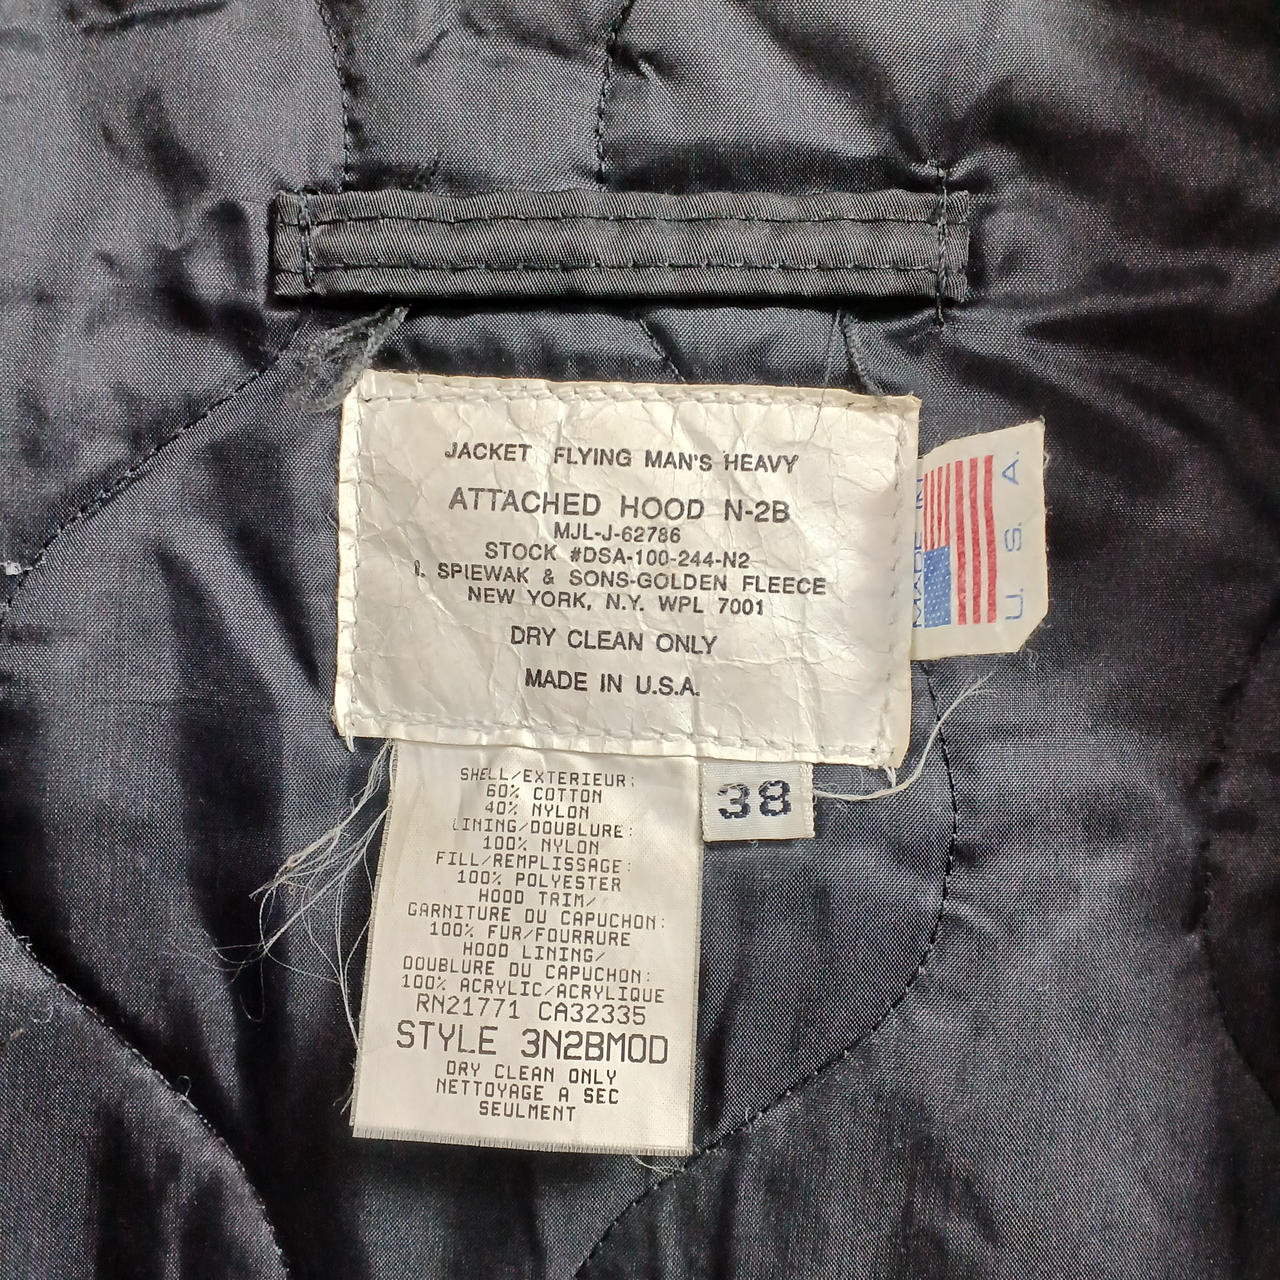 JACKET FLYING MAN'S HEAVY
ATTACHED HOOD N-2B
MJL-J-62786
STOCK #DSA-100-244-N2
I. SPIEWAK & SONS-GOLDEN FLEECE
NEW YORK, N.Y. WPL 7001
DRY CLEAN ONLY
MADE IN U.S.A.
MADE IN
U. S. A.
38
SHELL/EXTERIEUR:
60% COTTON
40% NYLON
LINING/DOUBLURE:
100% NYLON
FILL/REMPLISSAGE:
100% POLYESTER
HOOD TRIM/
GARNITURE DU CAPUCHON:
100% FUR/FOURRURE
HOOD LINING/
DOUBLURE DU CAPUCHON:
100% ACRYLIC/ACRYLIQUE
RN21771 CA32335
STYLE 3N2BMOD
DRY CLEAN ONLY
NETTOYAGE A SEC
SEULMENT